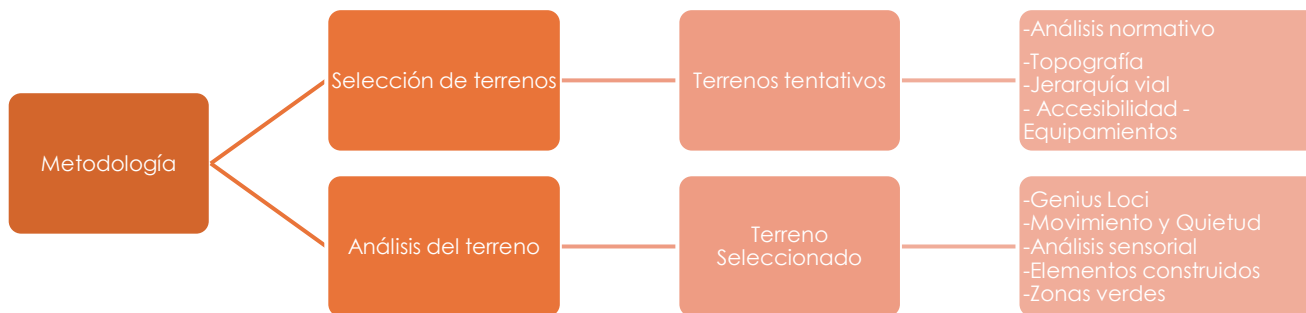 Metodología
Selección de terrenos
Terrenos tentativos
-Análisis normativo
-Topografía
-Jerarquía vial
- Accesibilidad -
Equipamientos
Análisis del terreno
Terreno
Seleccionado
-Genius Loci
-Movimiento y Quietud
-Análisis sensorial
-Elementos construidos
-Zonas verdes